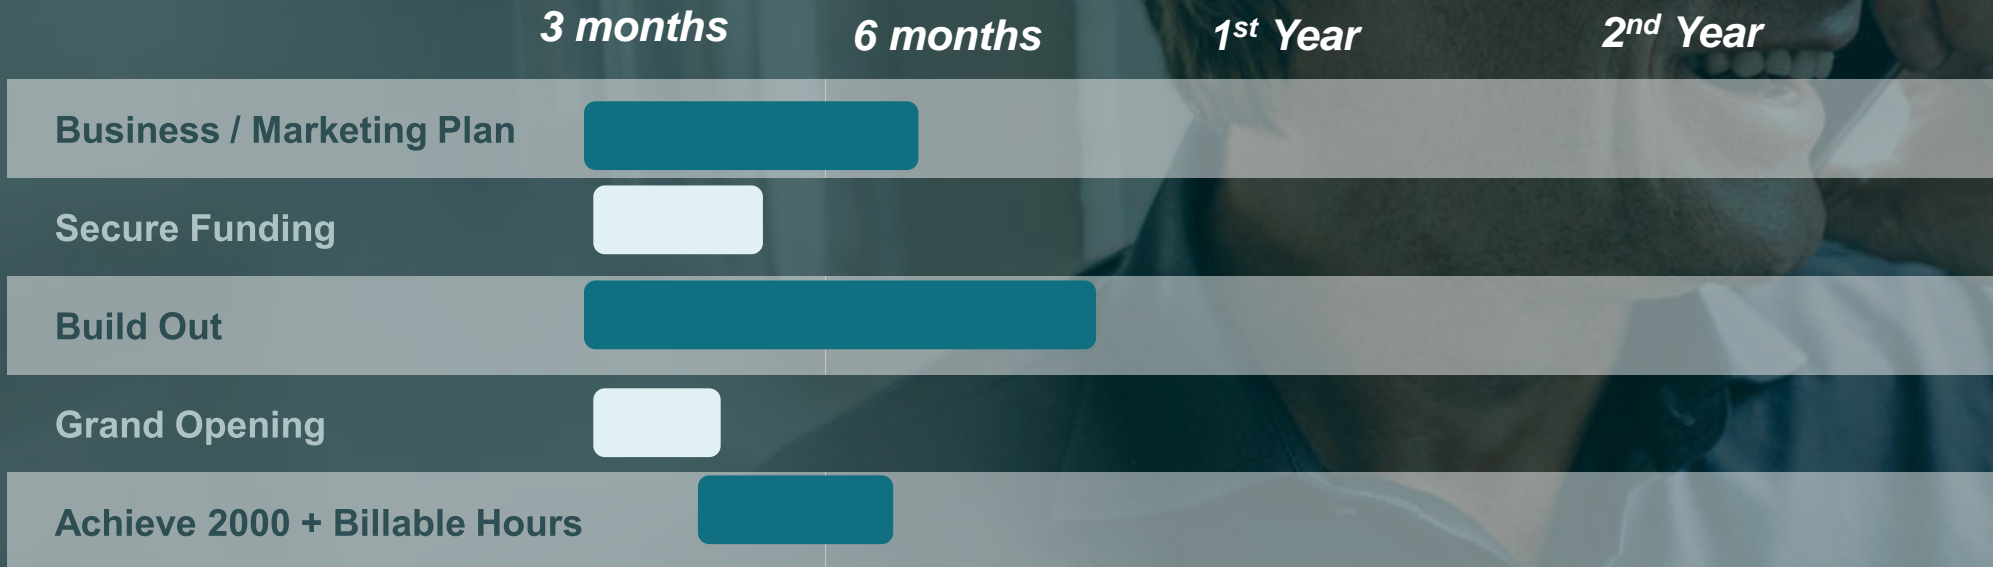 3 months 6 months 1st Year 2nd Year
Business / Marketing Plan
Secure Funding
Build Out
Grand Opening
Achieve 2000 + Billable Hours